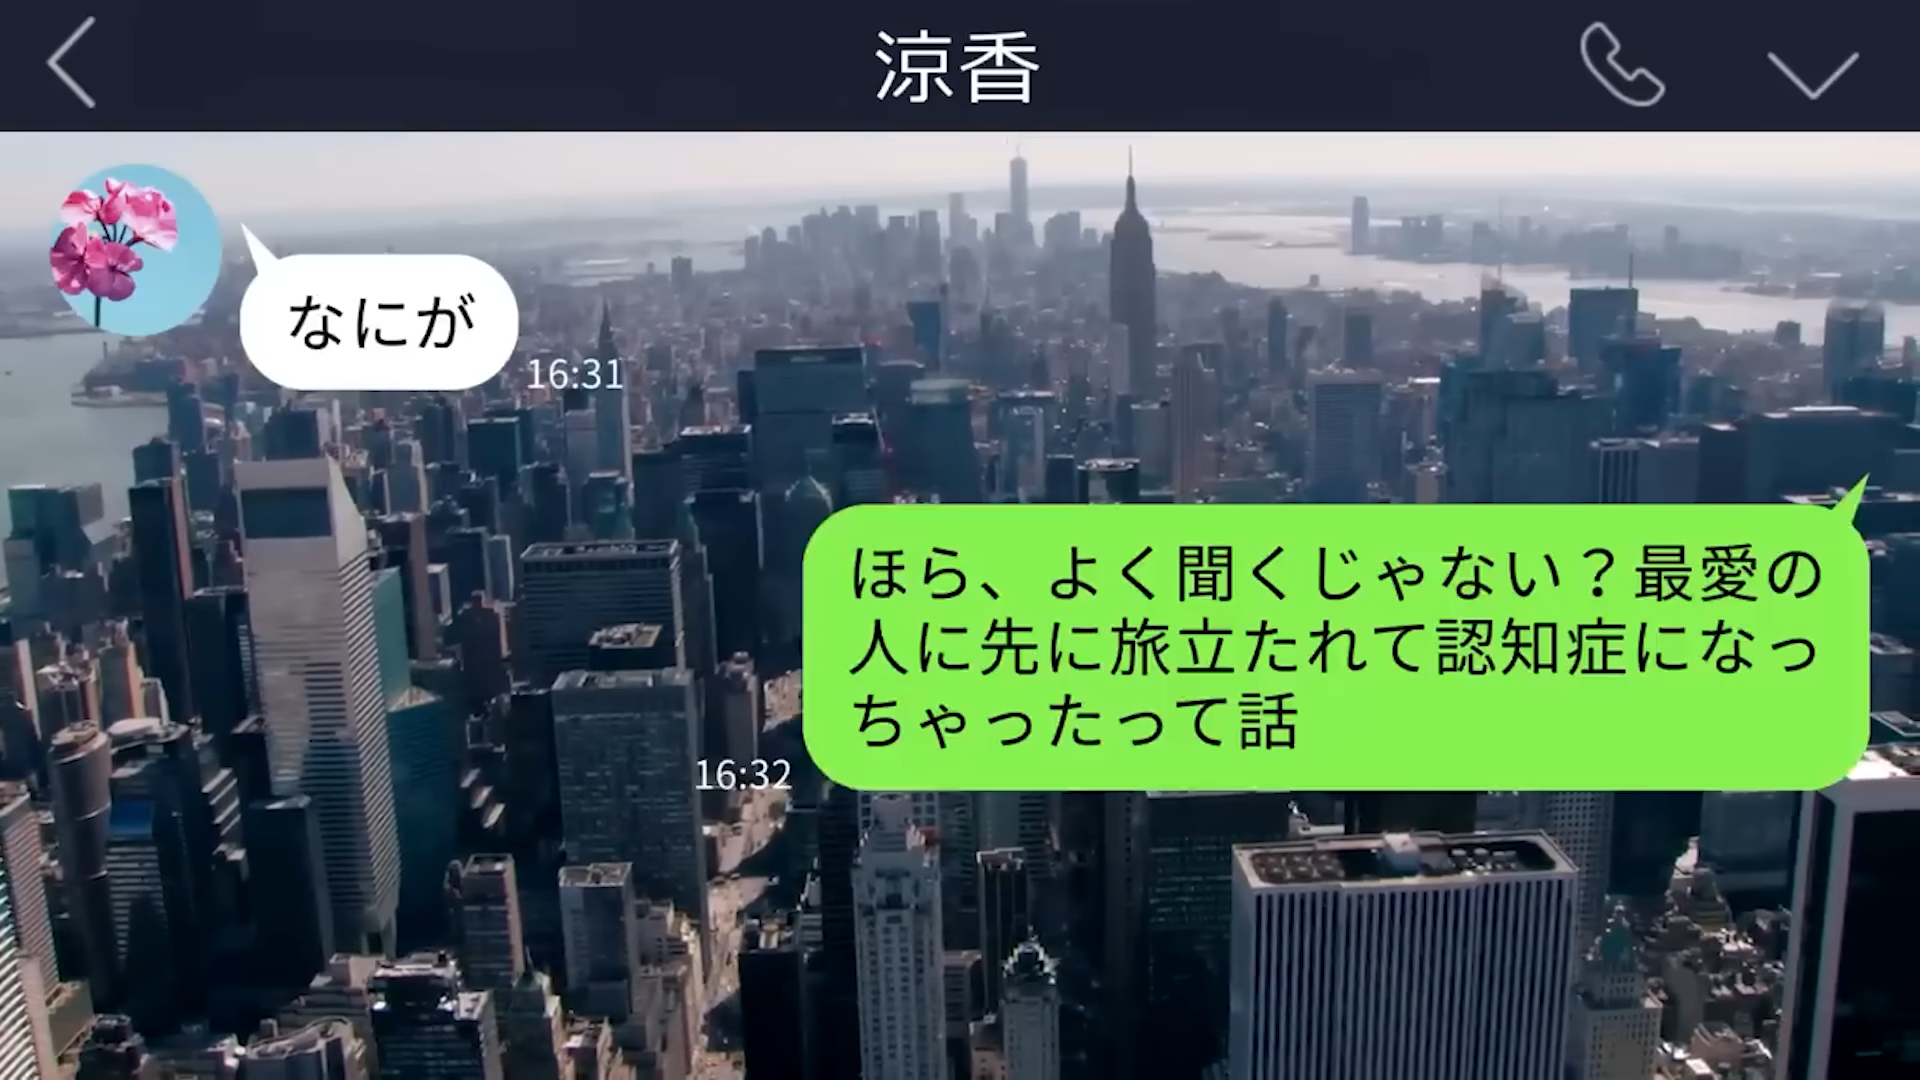 涼香
なにが
16:31
ほら、よく聞くじゃない？最愛の
人に先に旅立たれて認知症になっ
ちゃったって話
16:32